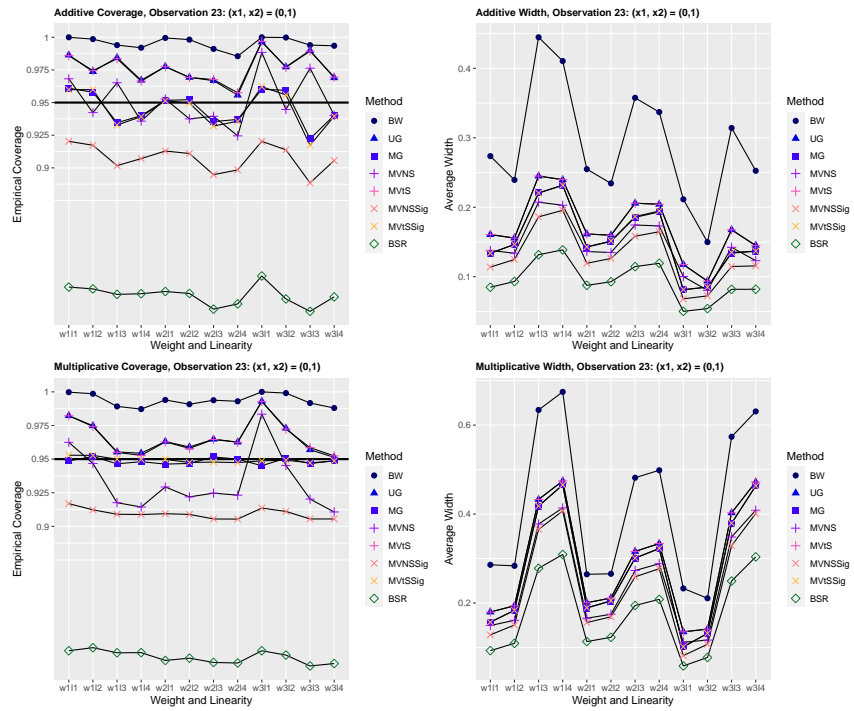 Additive Coverage, Observation 23: (x1, x2) = (0,1)
1
0.975
0.95
0.925
0.9
Empirical Coverage
w1l1 w1l2 w1l3 w1l4 w2l1 w2l2 w2l3 w2l4 w3l1 w3l2 w3l3 w3l4
Weight and Linearity
Method
BW
UG
MG
MVNS
MVtS
MVNSSig
MVtSSig
BSR
Additive Width, Observation 23: (x1, x2) = (0,1)
0.4
0.3
0.2
0.1
Average Width
w1l1 w1l2 w1l3 w1l4 w2l1 w2l2 w2l3 w2l4 w3l1 w3l2 w3l3 w3l4
Weight and Linearity
Method
BW
UG
MG
MVNS
MVtS
MVNSSig
MVtSSig
BSR
Multiplicative Coverage, Observation 23: (x1, x2) = (0,1)
1
0.975
0.95
0.925
0.9
Empirical Coverage
w1l1 w1l2 w1l3 w1l4 w2l1 w2l2 w2l3 w2l4 w3l1 w3l2 w3l3 w3l4
Weight and Linearity
Method
BW
UG
MG
MVNS
MVtS
MVNSSig
MVtSSig
BSR
Multiplicative Width, Observation 23: (x1, x2) = (0,1)
0.6
0.4
0.2
Average Width
w1l1 w1l2 w1l3 w1l4 w2l1 w2l2 w2l3 w2l4 w3l1 w3l2 w3l3 w3l4
Weight and Linearity
Method
BW
UG
MG
MVNS
MVtS
MVNSSig
MVtSSig
BSR